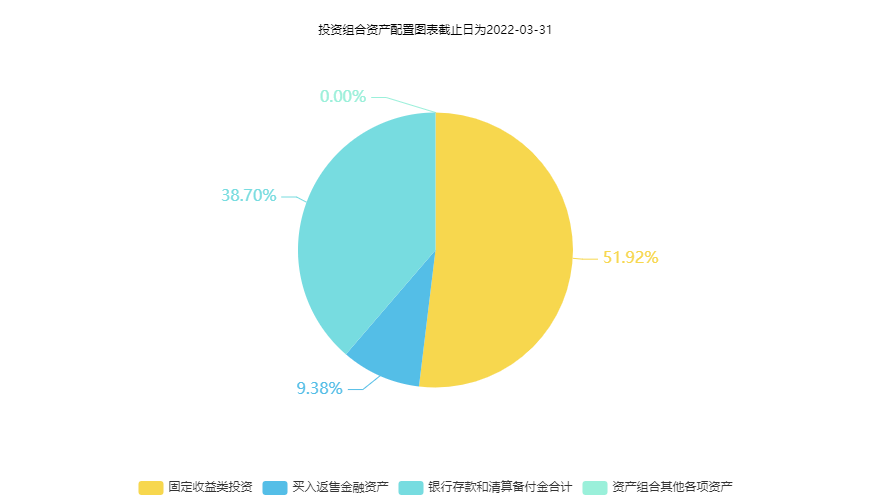 投资组合资产配置图表截止日为2022-03-31
0.00%
38.70%
51.92%
9.38%
固定收益类投资 买入返售金融资产 银行存款和清算备付金合计 资产组合其他各项资产